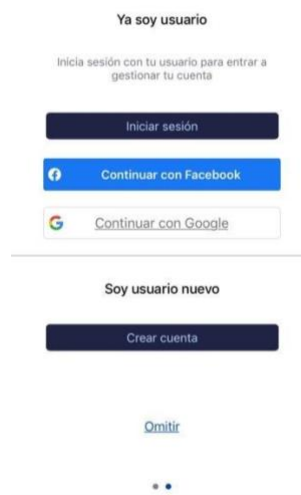 Ya soy usuario
Inicia sesión con tu usuario para entrar a
gestionar tu cuenta
Iniciar sesión
Continuar con Facebook
Continuar con Google
Soy usuario nuevo
Crear cuenta
Omitir